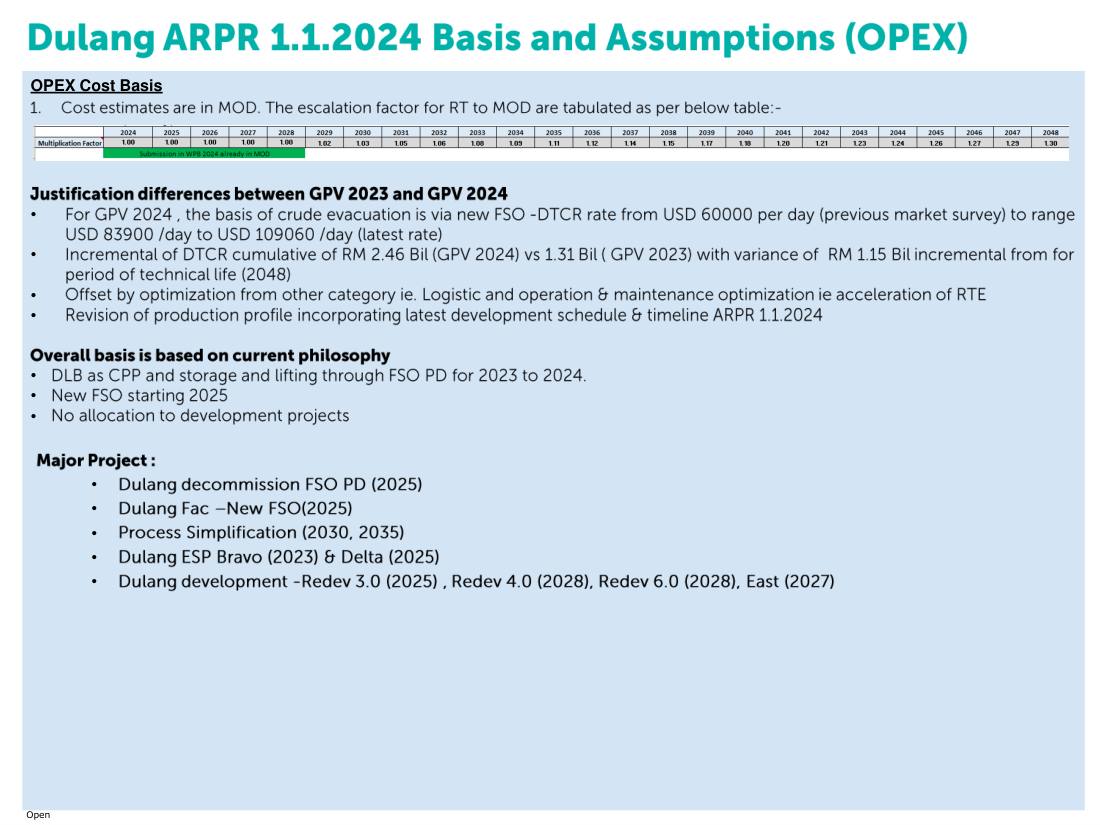 Dulang ARPR 1.1.2024 Basis and Assumptions (OPEX)
OPEX Cost Basis
1. Cost estimates are in MOD. The escalation factor for RT to MOD are tabulated as per below table:-
2024 2025 2026 2027 2028 2029 2030 2031 2032 2033 2034 2035 2036 2037 2038 2039 2040 2041 2042 2043 2044 2045 2046 2047 2048
Multiplication Factor 1.00 1.00 1.00 1.00 1.00 1.02 1.03 1.05 1.06 1.08 1.09 1.11 1.12 1.14 1.15 1.17 1.18 1.20 1.21 1.23 1.24 1.26 1.27 1.29 1.30
Submission in WPB 2024 already in MOD
Justification differences between GPV 2023 and GPV 2024
• For GPV 2024 , the basis of crude evacuation is via new FSO -DTCR rate from USD 60000 per day (previous market survey) to range
USD 83900 /day to USD 109060 /day (latest rate)
• Incremental of DTCR cumulative of RM 2.46 Bil (GPV 2024) vs 1.31 Bil ( GPV 2023) with variance of RM 1.15 Bil incremental from for
period of technical life (2048)
• Offset by optimization from other category ie. Logistic and operation & maintenance optimization ie acceleration of RTE
• Revision of production profile incorporating latest development schedule & timeline ARPR 1.1.2024
Overall basis is based on current philosophy
• DLB as CPP and storage and lifting through FSO PD for 2023 to 2024.
• New FSO starting 2025
• No allocation to development projects
Major Project :
• Dulang decommission FSO PD (2025)
• Dulang Fac –New FSO(2025)
• Process Simplification (2030, 2035)
• Dulang ESP Bravo (2023) & Delta (2025)
• Dulang development -Redev 3.0 (2025) , Redev 4.0 (2028), Redev 6.0 (2028), East (2027)
Open